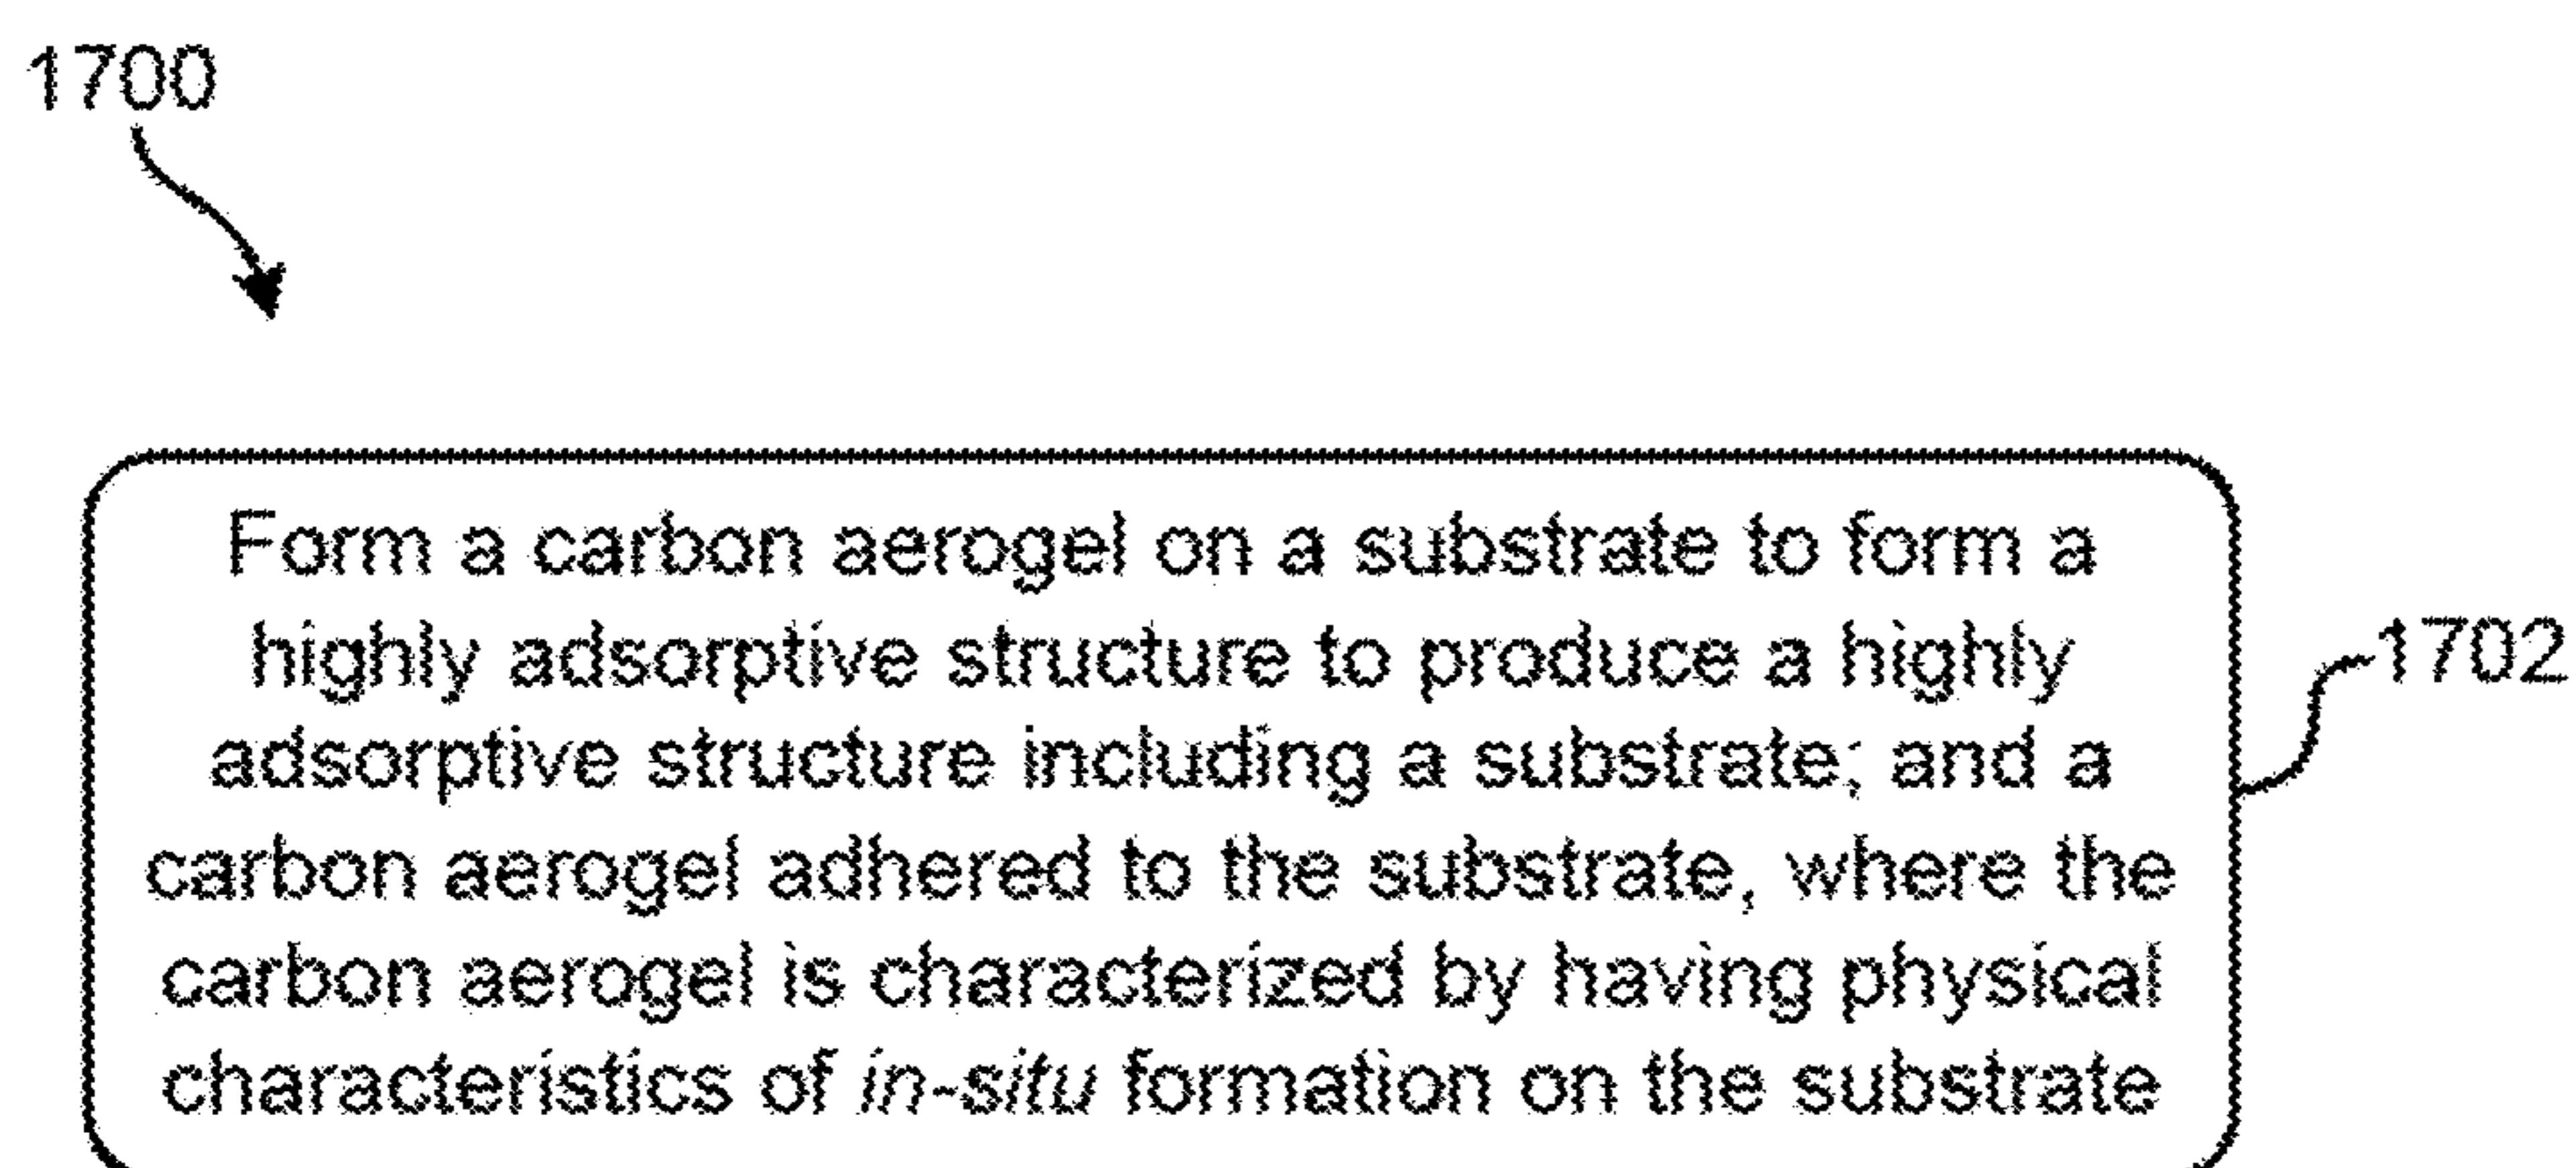 1700
Form a carbon aerogel on a substrate to form a
highly adsorptive structure to produce a highly
adsorptive structure including a substrate; and a
carbon aerogel adhered to the substrate, where the
carbon aerogel is characterized by having physical
characteristics of in-situ formation on the substrate
1702